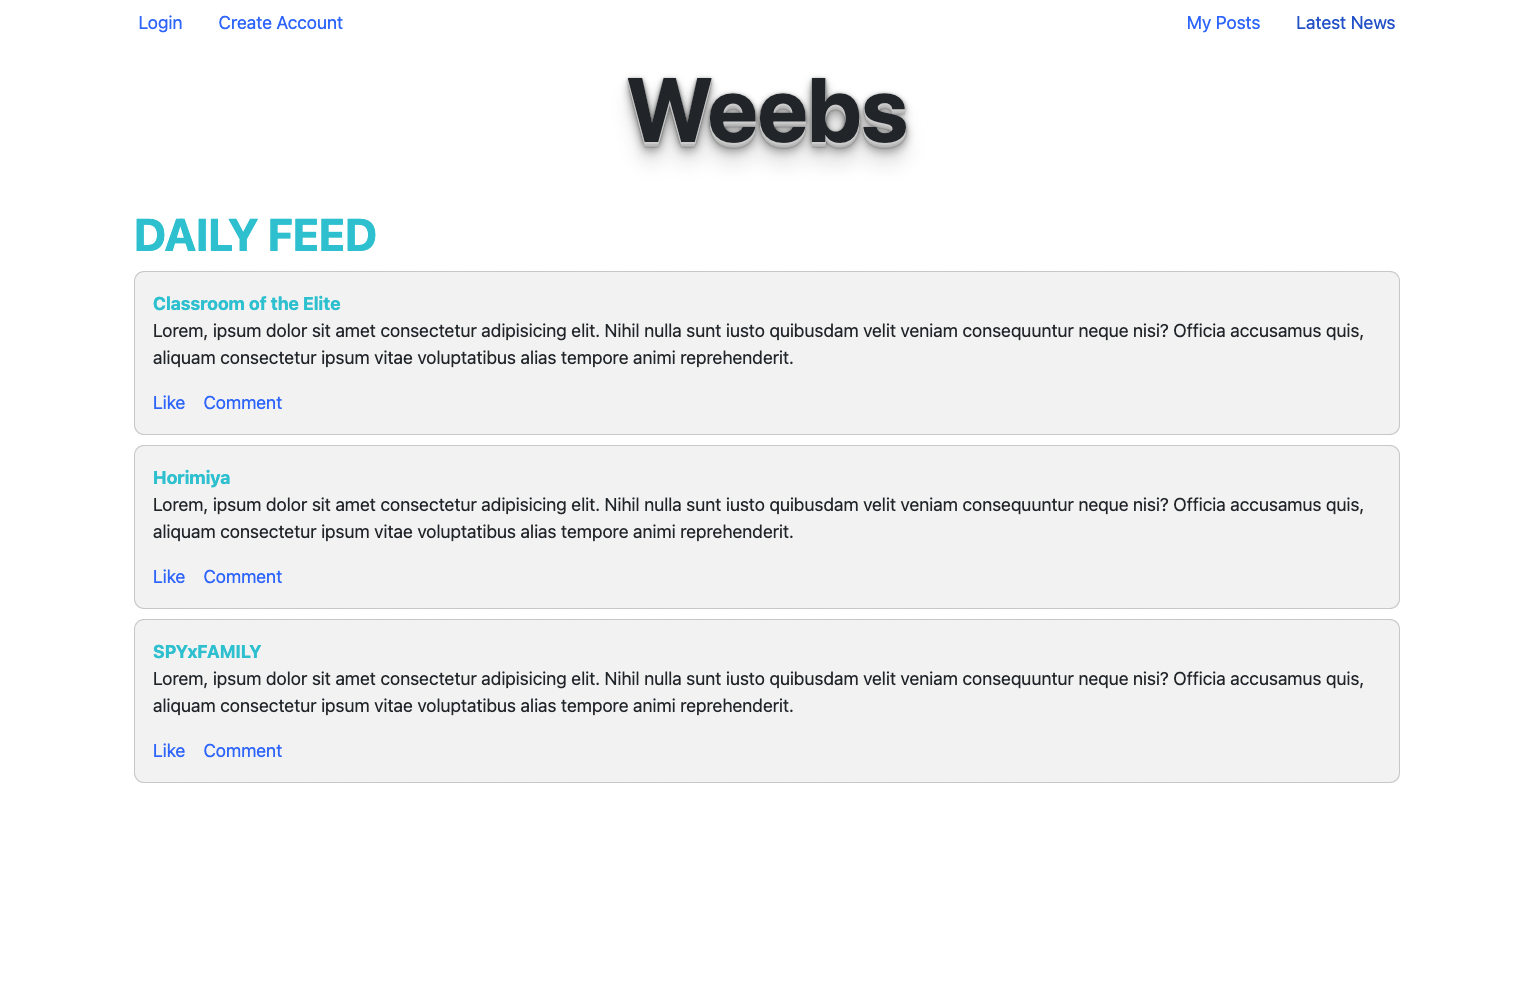 Login Create Account My Posts Latest News
Weebs
DAILY FEED
Classroom of the Elite
Lorem, ipsum dolor sit amet consectetur adipisicing elit. Nihil nulla sunt iusto quibusdam velit veniam consequuntur neque nisi? Officia accusamus quis,
aliquam consectetur ipsum vitae voluptatibus alias tempore animi reprehenderit.
Like Comment
Horimiya
Lorem, ipsum dolor sit amet consectetur adipisicing elit. Nihil nulla sunt iusto quibusdam velit veniam consequuntur neque nisi? Officia accusamus quis,
aliquam consectetur ipsum vitae voluptatibus alias tempore animi reprehenderit.
Like Comment
SPYxFAMILY
Lorem, ipsum dolor sit amet consectetur adipisicing elit. Nihil nulla sunt iusto quibusdam velit veniam consequuntur neque nisi? Officia accusamus quis,
aliquam consectetur ipsum vitae voluptatibus alias tempore animi reprehenderit.
Like Comment